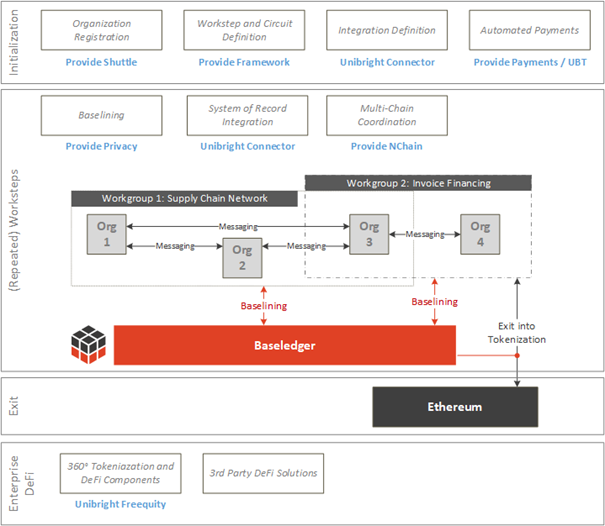 Initialization
Organization
Registration
Provide Shuttle
Workstep and Circuit
Definition
Provide Framework
Integration Definition
Unibright Connector
Automated Payments
Provide Payments / UBT
(Repeated) Worksteps
Baselining
Provide Privacy
System of Record
Integration
Unibright Connector
Multi-Chain
Coordination
Provide NChain
Workgroup 1: Supply Chain Network
Workgroup 2: Invoice Financing
Org
1
Messaging
Messaging
Org
2
Messaging
Org
3
Messaging
Org
4
Baselining
Baselining
Exit into
Tokenization
Baseledger
Exit
Ethereum
Enterprise
DeFi
360° Tokeniazation and
DeFi Components
Unibright Freequity
3rd Party DeFi Solutions